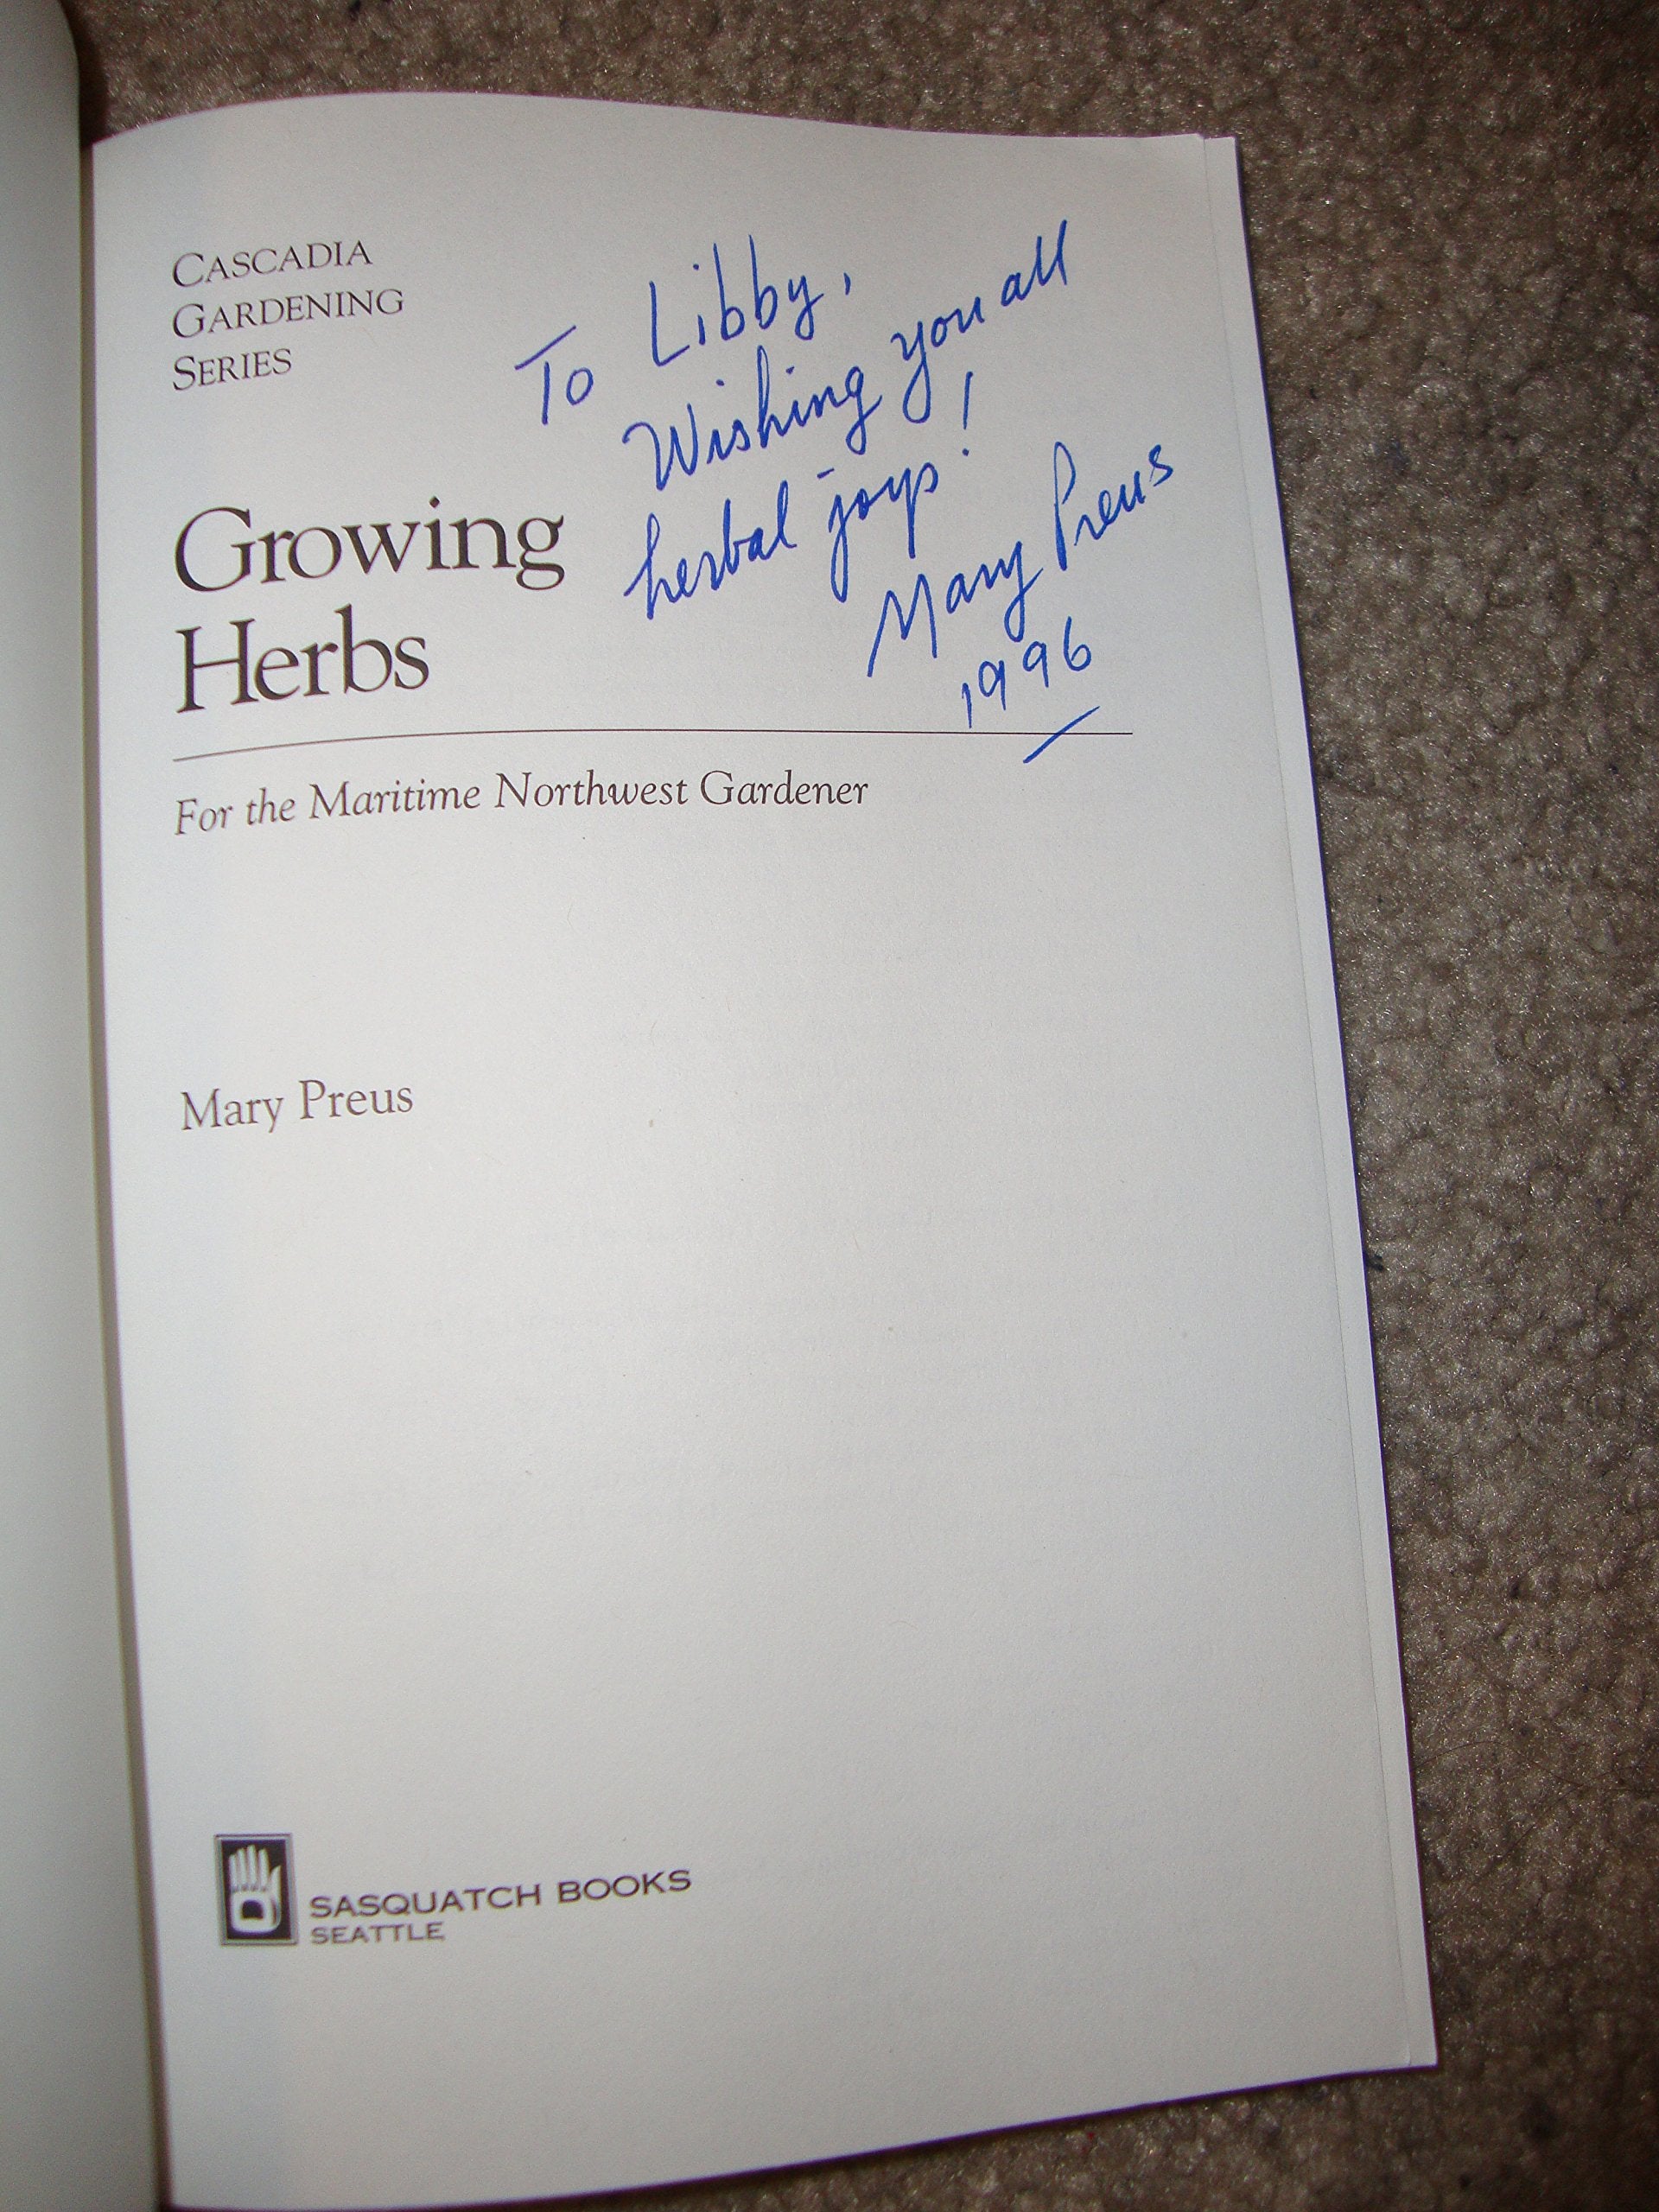 CASCADIA
GARDENING
SERIES
To Libby,
Wishing you all
herbal joys!
Mary Preus
1996
Growing
Herbs
For the Maritime Northwest Gardener
Mary Preus
SASQUATCH BOOKS
SEATTLE